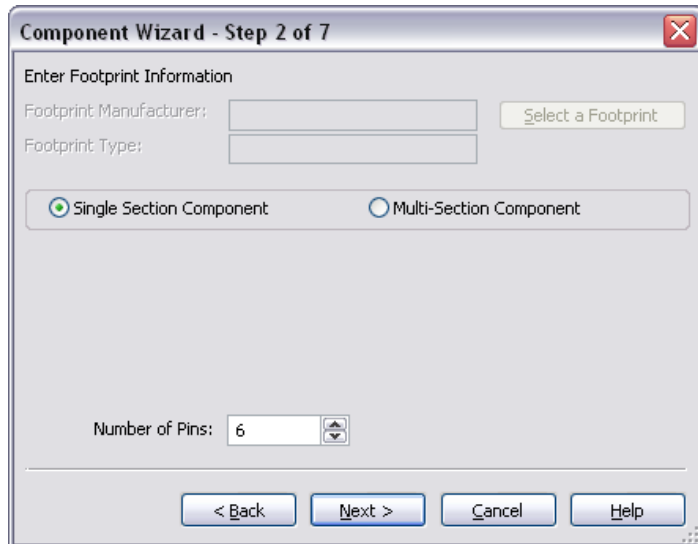 Component Wizard - Step 2 of 7
Enter Footprint Information
Footprint Manufacturer:
Select a Footprint
Footprint Type:
Single Section Component Multi-Section Component
Number of Pins: 6
< Back Next > Cancel Help